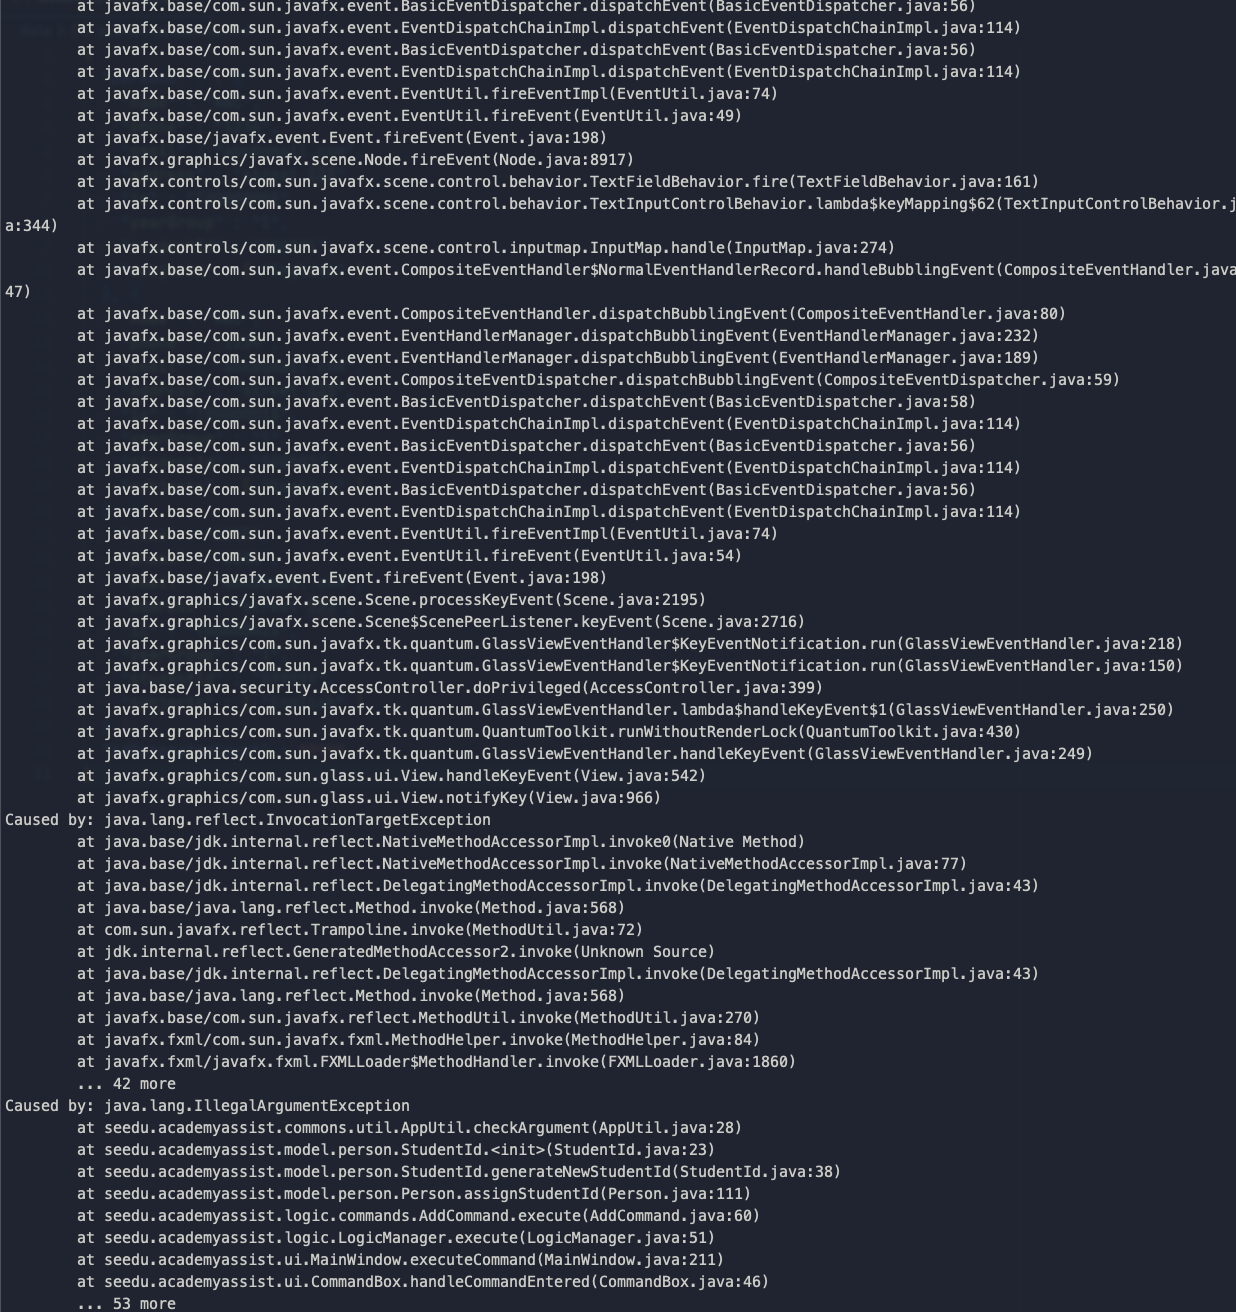 at javafx.base/com.sun.javafx.event.BasicEventDispatcher.dispatchEvent(BasicEventDispatcher.java:56)
at javafx.base/com.sun.javafx.event.EventDispatchChainImpl.dispatchEvent(EventDispatchChainImpl.java:114)
at javafx.base/com.sun.javafx.event.BasicEventDispatcher.dispatchEvent(BasicEventDispatcher.java:56)
at javafx.base/com.sun.javafx.event.EventDispatchChainImpl.dispatchEvent(EventDispatchChainImpl.java:114)
at javafx.base/com.sun.javafx.event.EventUtil.fireEventImpl(EventUtil.java:74)
at javafx.base/com.sun.javafx.event.EventUtil.fireEvent(EventUtil.java:49)
at javafx.base/javafx.event.Event.fireEvent(Event.java:198)
at javafx.graphics/javafx.scene.Node.fireEvent(Node.java:8917)
at javafx.controls/com.sun.javafx.scene.control.behavior.TextFieldBehavior.fire(TextFieldBehavior.java:161)
at javafx.controls/com.sun.javafx.scene.control.behavior.TextInputControlBehavior.lambda$keyMapping$62(TextInputControlBehavior.j
a:344)
at javafx.controls/com.sun.javafx.scene.control.inputmap.InputMap.handle(InputMap.java:274)
at javafx.base/com.sun.javafx.event.CompositeEventHandler$NormalEventHandlerRecord.handleBubblingEvent(CompositeEventHandler.java
47)
at javafx.base/com.sun.javafx.event.CompositeEventHandler.dispatchBubblingEvent(CompositeEventHandler.java:80)
at javafx.base/com.sun.javafx.event.EventHandlerManager.dispatchBubblingEvent(EventHandlerManager.java:232)
at javafx.base/com.sun.javafx.event.EventHandlerManager.dispatchBubblingEvent(EventHandlerManager.java:189)
at javafx.base/com.sun.javafx.event.CompositeEventDispatcher.dispatchBubblingEvent(CompositeEventDispatcher.java:59)
at javafx.base/com.sun.javafx.event.BasicEventDispatcher.dispatchEvent(BasicEventDispatcher.java:58)
at javafx.base/com.sun.javafx.event.EventDispatchChainImpl.dispatchEvent(EventDispatchChainImpl.java:114)
at javafx.base/com.sun.javafx.event.BasicEventDispatcher.dispatchEvent(BasicEventDispatcher.java:56)
at javafx.base/com.sun.javafx.event.EventDispatchChainImpl.dispatchEvent(EventDispatchChainImpl.java:114)
at javafx.base/com.sun.javafx.event.BasicEventDispatcher.dispatchEvent(BasicEventDispatcher.java:56)
at javafx.base/com.sun.javafx.event.EventDispatchChainImpl.dispatchEvent(EventDispatchChainImpl.java:114)
at javafx.base/com.sun.javafx.event.EventUtil.fireEventImpl(EventUtil.java:74)
at javafx.base/com.sun.javafx.event.EventUtil.fireEvent(EventUtil.java:54)
at javafx.base/javafx.event.Event.fireEvent(Event.java:198)
at javafx.graphics/javafx.scene.Scene.processKeyEvent(Scene.java:2195)
at javafx.graphics/javafx.scene.Scene$ScenePeerListener.keyEvent(Scene.java:2716)
at javafx.graphics/com.sun.javafx.tk.quantum.GlassViewEventHandler$KeyEventNotification.run(GlassViewEventHandler.java:218)
at javafx.graphics/com.sun.javafx.tk.quantum.GlassViewEventHandler$KeyEventNotification.run(GlassViewEventHandler.java:150)
at java.base/java.security.AccessController.doPrivileged(AccessController.java:399)
at javafx.graphics/com.sun.javafx.tk.quantum.GlassViewEventHandler.lambda$handleKeyEvent$1(GlassViewEventHandler.java:250)
at javafx.graphics/com.sun.javafx.tk.quantum.QuantumToolkit.runWithoutRenderLock(QuantumToolkit.java:430)
at javafx.graphics/com.sun.javafx.tk.quantum.GlassViewEventHandler.handleKeyEvent(GlassViewEventHandler.java:249)
at javafx.graphics/com.sun.glass.ui.View.handleKeyEvent(View.java:542)
at javafx.graphics/com.sun.glass.ui.View.notifyKey(View.java:966)
Caused by: java.lang.reflect.InvocationTargetException
at java.base/jdk.internal.reflect.NativeMethodAccessorImpl.invoke0(Native Method)
at java.base/jdk.internal.reflect.NativeMethodAccessorImpl.invoke(NativeMethodAccessorImpl.java:77)
at java.base/jdk.internal.reflect.DelegatingMethodAccessorImpl.invoke(DelegatingMethodAccessorImpl.java:43)
at java.base/java.lang.reflect.Method.invoke(Method.java:568)
at com.sun.javafx.reflect.Trampoline.invoke(MethodUtil.java:72)
at jdk.internal.reflect.GeneratedMethodAccessor2.invoke(Unknown Source)
at java.base/jdk.internal.reflect.DelegatingMethodAccessorImpl.invoke(DelegatingMethodAccessorImpl.java:43)
at java.base/java.lang.reflect.Method.invoke(Method.java:568)
at javafx.base/com.sun.javafx.reflect.MethodUtil.invoke(MethodUtil.java:270)
at javafx.fxml/com.sun.javafx.fxml.MethodHelper.invoke(MethodHelper.java:84)
at javafx.fxml/javafx.fxml.FXMLLoader$MethodHandler.invoke(FXMLLoader.java:1860)
... 42 more
Caused by: java.lang.IllegalArgumentException
at seedu.academyassist.commons.util.AppUtil.checkArgument(AppUtil.java:28)
at seedu.academyassist.model.person.StudentId.<init>(StudentId.java:23)
at seedu.academyassist.model.person.StudentId.generateNewStudentId(StudentId.java:38)
at seedu.academyassist.model.person.Person.assignStudentId(Person.java:111)
at seedu.academyassist.logic.commands.AddCommand.execute(AddCommand.java:60)
at seedu.academyassist.logic.LogicManager.execute(LogicManager.java:51)
at seedu.academyassist.ui.MainWindow.executeCommand(MainWindow.java:211)
at seedu.academyassist.ui.CommandBox.handleCommandEntered(CommandBox.java:46)
... 53 more